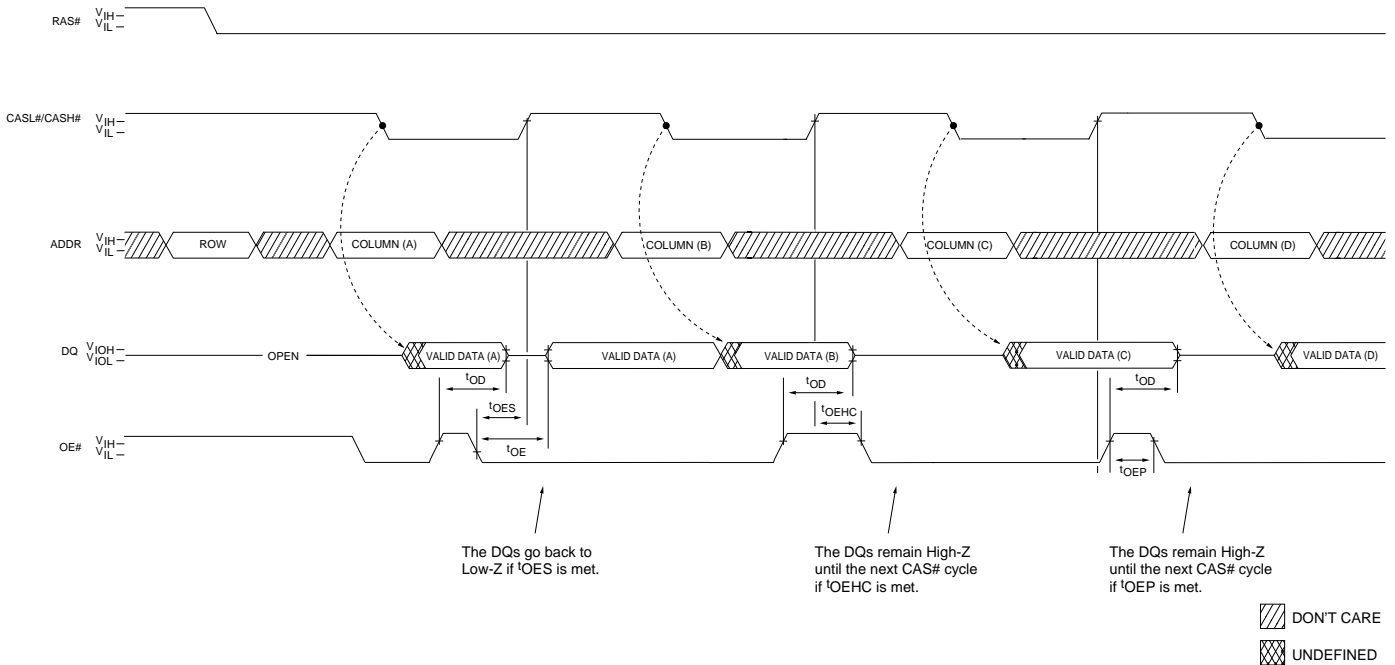 RAS# VIH VIL
CASL#/CASH# VIH VIL
ADDR VIH VIL
ROW COLUMN (A) COLUMN (B) COLUMN (C) COLUMN (D)
DQ VIOH VIOL
OPEN VALID DATA (A) VALID DATA (A) VALID DATA (B) VALID DATA (C) VALID DATA (D)
tOD tOD tOD
tOES tOEHC
tOE
OE# VIH VIL
tOEP
The DQs go back to
Low-Z if tOES is met.
The DQs remain High-Z
until the next CAS# cycle
if tOEHC is met.
The DQs remain High-Z
until the next CAS# cycle
if tOEP is met.
DON'T CARE
UNDEFINED